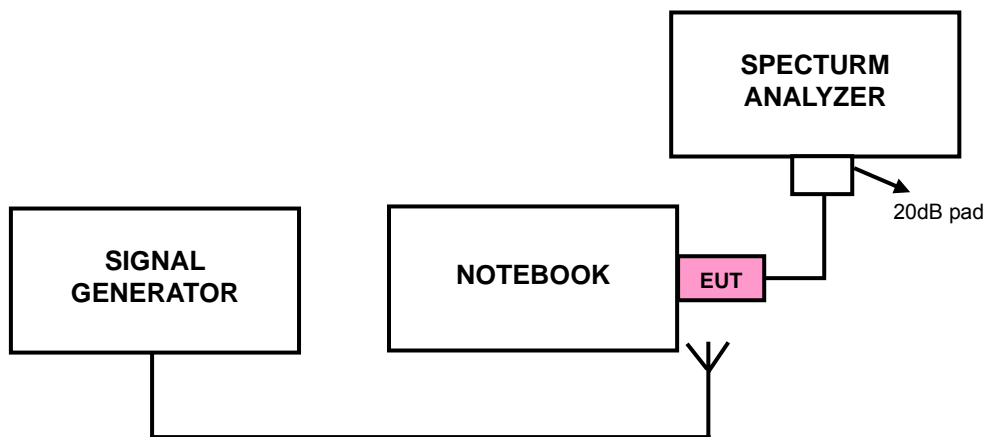 SPECTURM
ANALYZER
20dB pad
SIGNAL
GENERATOR
NOTEBOOK
EUT